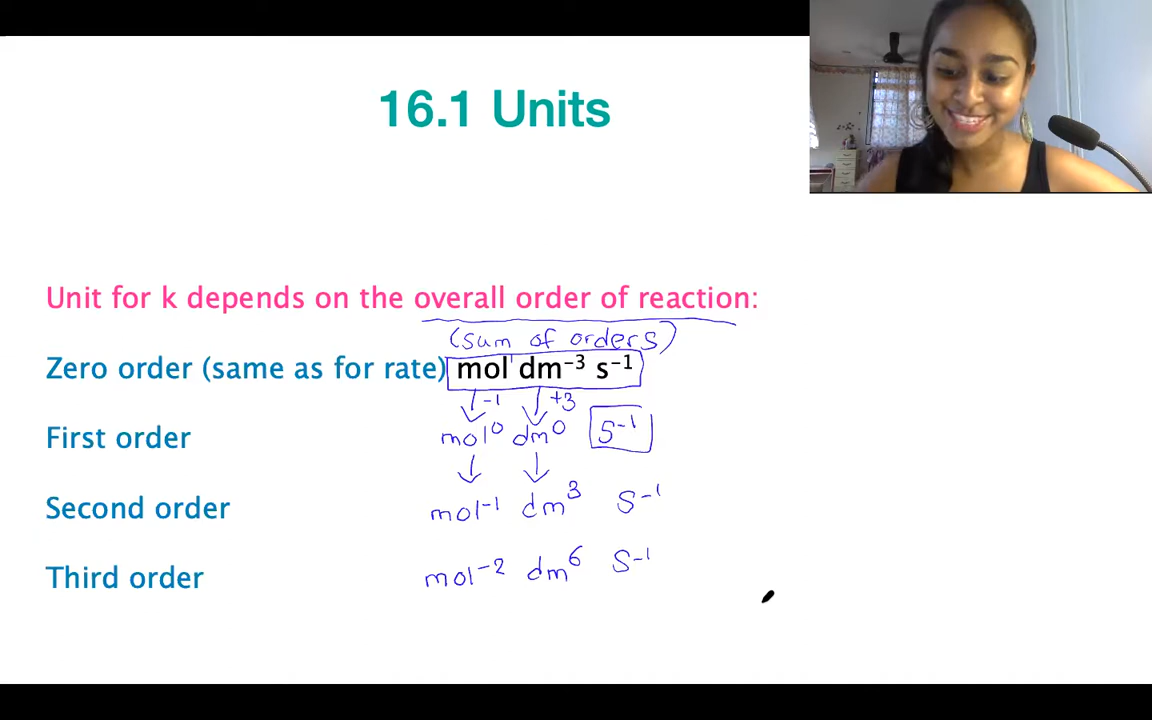 16.1 Units
Unit for k depends on the overall order of reaction:
(sum of orders)
Zero order (same as for rate) mol¹ dm⁻³ s⁻¹
-1 +3
First order mol⁰ dm⁰ S⁻¹
Second order mol⁻¹ dm³ S⁻¹
Third order mol⁻² dm⁶ S⁻¹